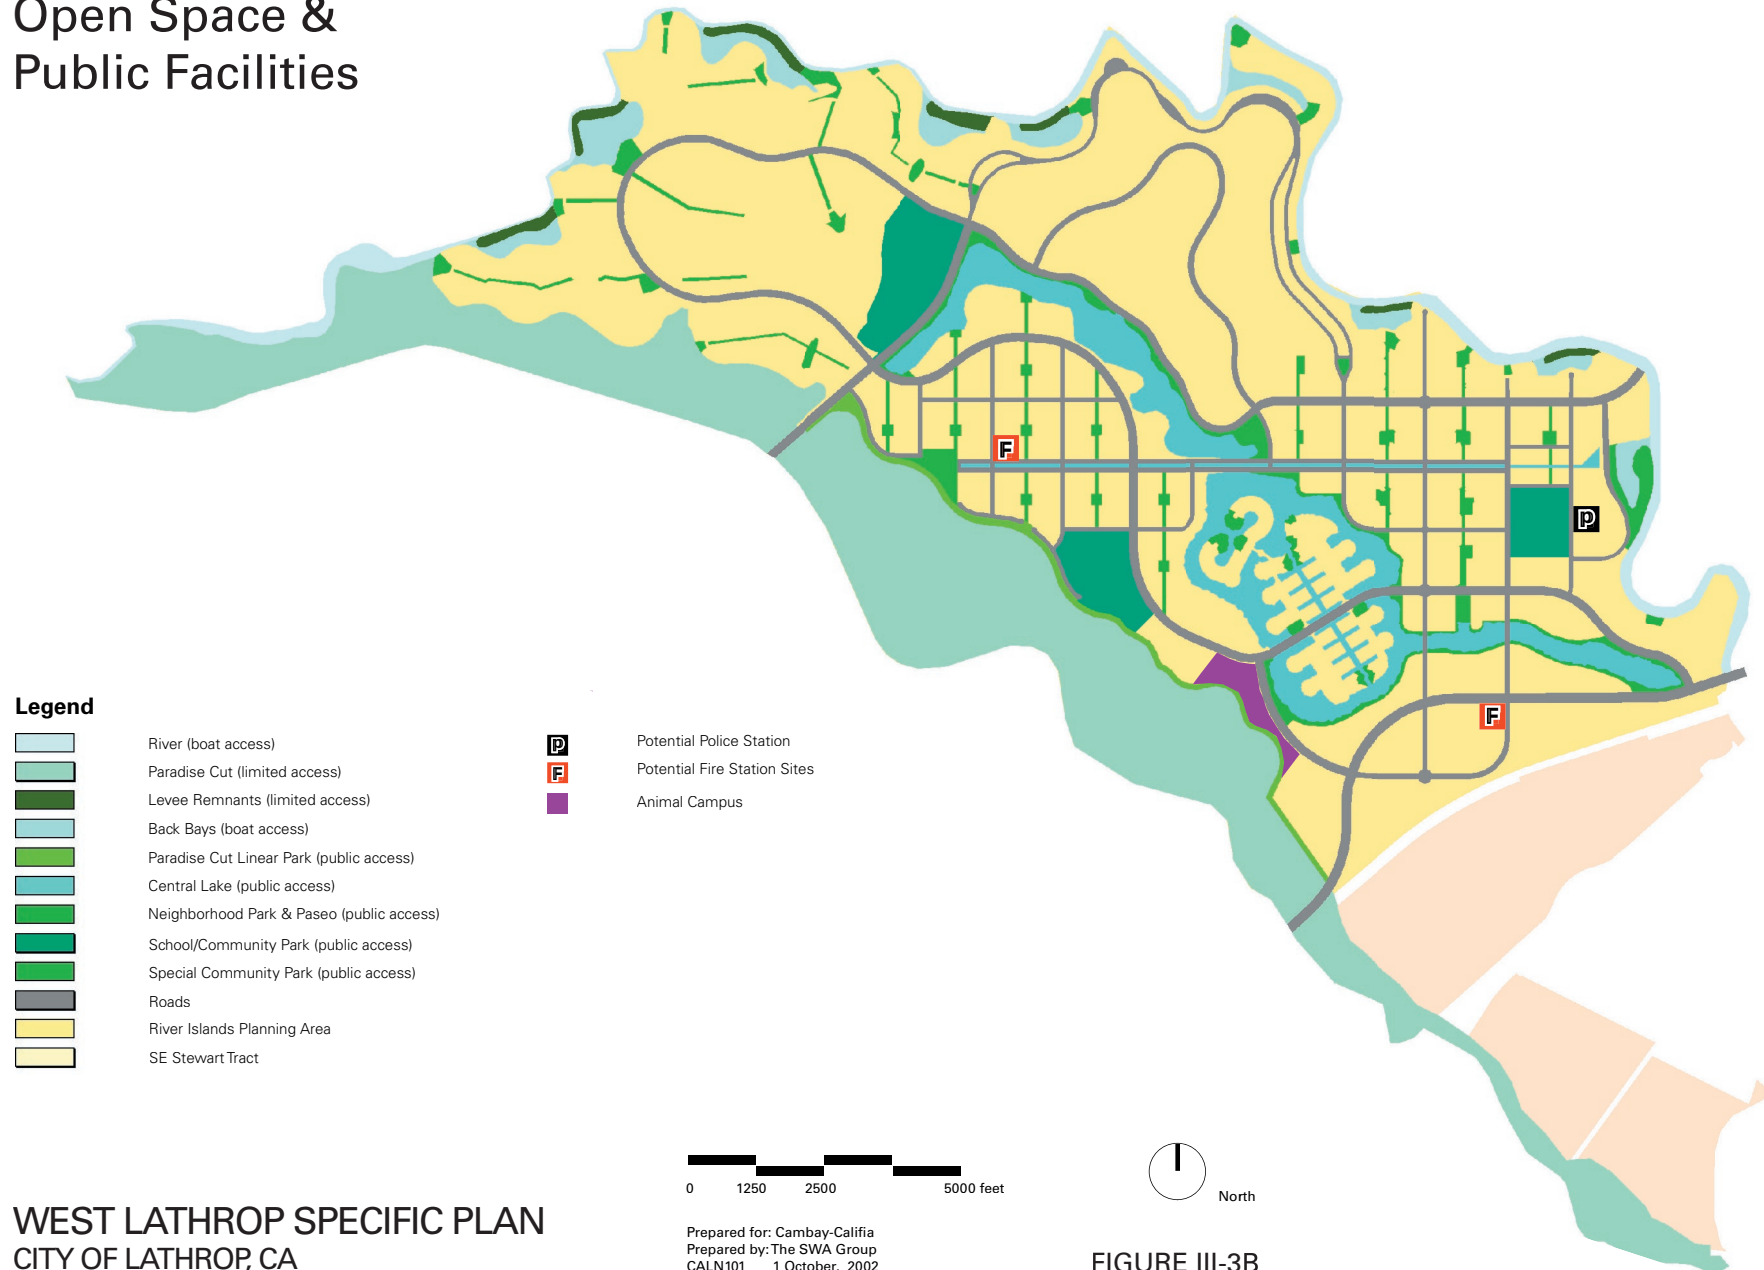 Open Space &
Public Facilities
F
P
F
Legend
River (boat access)
Paradise Cut (limited access)
Levee Remnants (limited access)
Back Bays (boat access)
Paradise Cut Linear Park (public access)
Central Lake (public access)
Neighborhood Park & Paseo (public access)
School/Community Park (public access)
Special Community Park (public access)
Roads
River Islands Planning Area
SE Stewart Tract
P Potential Police Station
F Potential Fire Station Sites
Animal Campus
0 1250 2500 5000 feet
North
Prepared for: Cambay-Califia
Prepared by: The SWA Group
CALN101 1 October, 2002
WEST LATHROP SPECIFIC PLAN
CITY OF LATHROP, CA
FIGURE III-3B